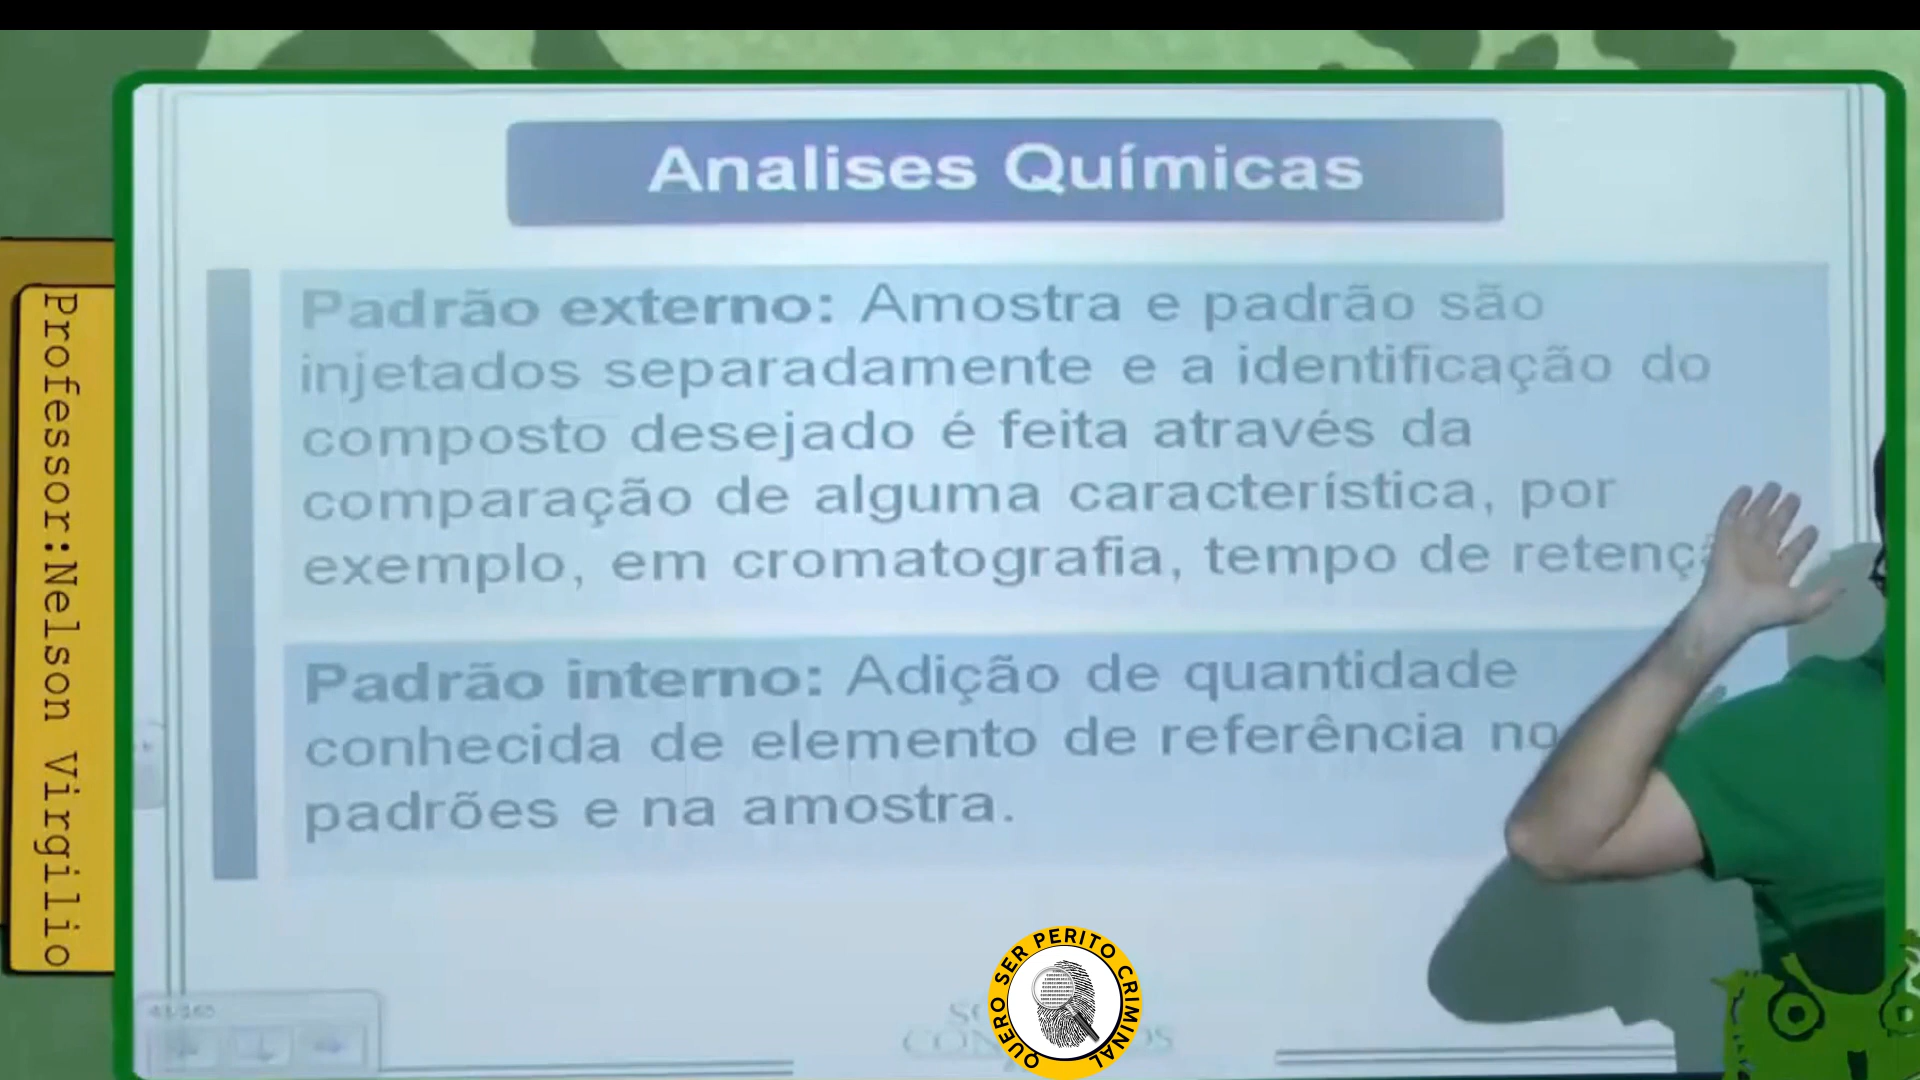 Analises Químicas
Padrão externo: Amostra e padrão são
injetados separadamente e a identificação do
composto desejado é feita através da
comparação de alguma característica, por
exemplo, em cromatografia, tempo de
Padrão interno: Adição de quantidade
conhecida de elemento de referência
padrões e na amostra.
Professor:Nelson Virgilio
QUERO SER PERITO CRIMINAL